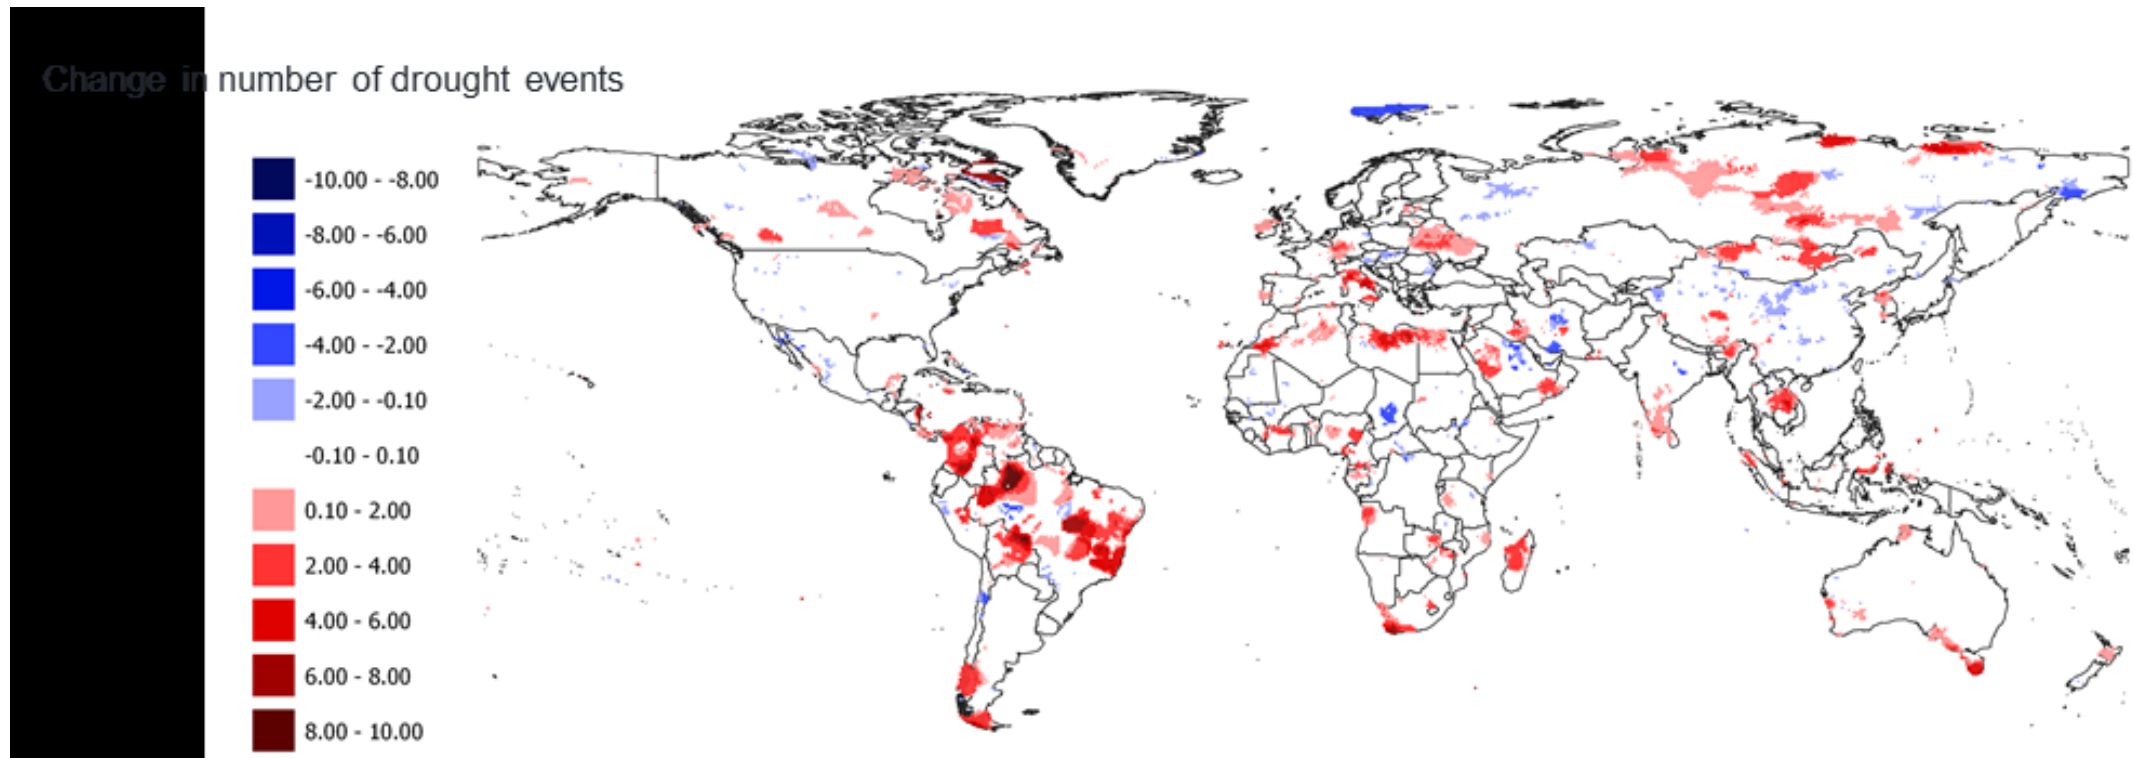 Change in number of drought events
-10.00 - -8.00
-8.00 - -6.00
-6.00 - -4.00
-4.00 - -2.00
-2.00 - -0.10
-0.10 - 0.10
0.10 - 2.00
2.00 - 4.00
4.00 - 6.00
6.00 - 8.00
8.00 - 10.00